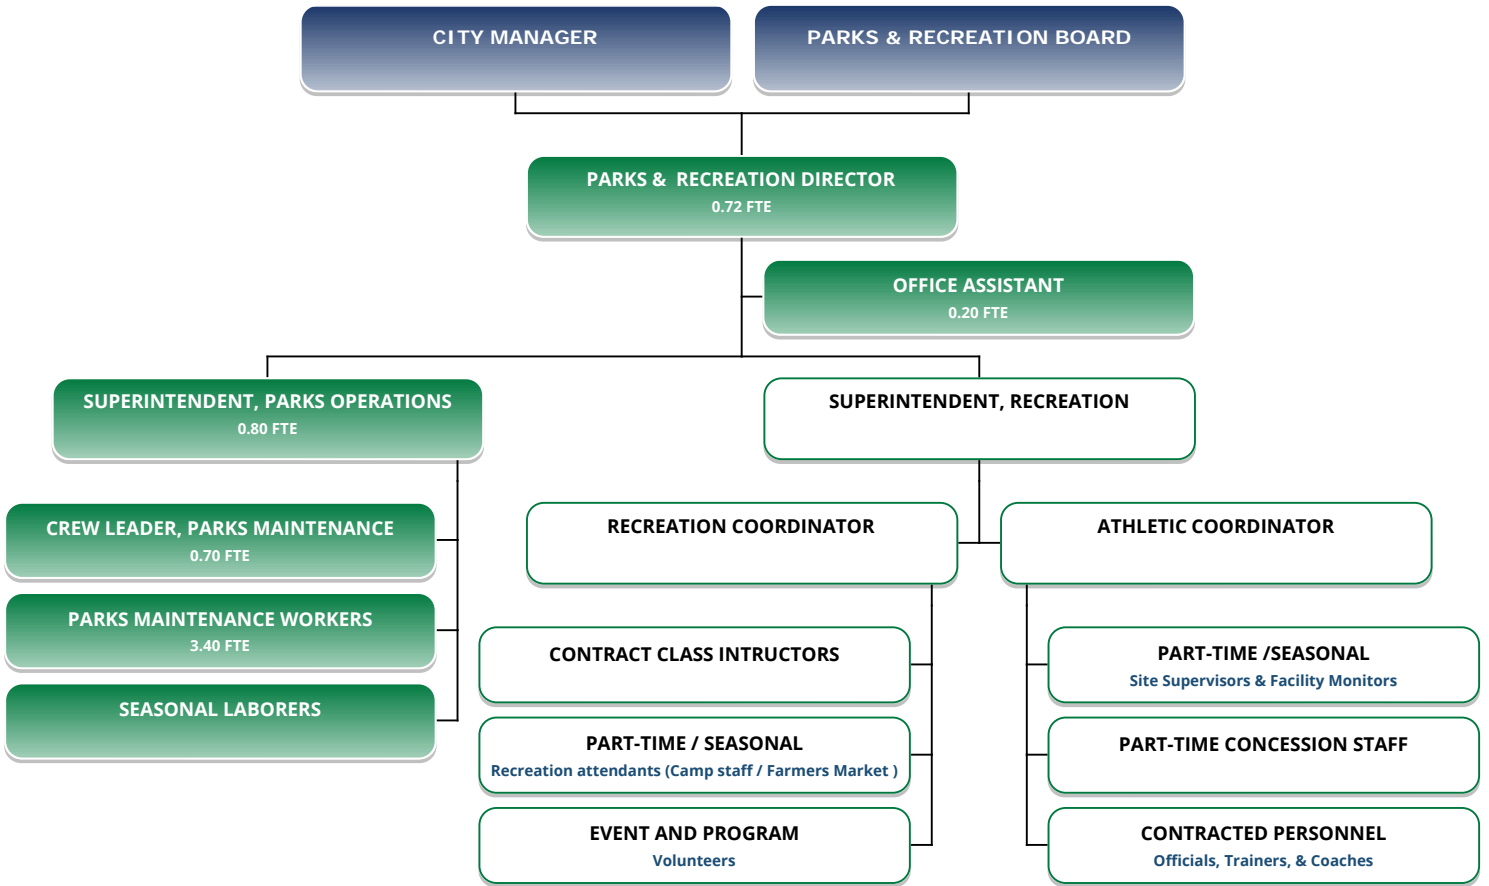 CITY MANAGER
PARKS & RECREATION BOARD
PARKS & RECREATION DIRECTOR
0.72 FTE
OFFICE ASSISTANT
0.20 FTE
SUPERINTENDENT, PARKS OPERATIONS
0.80 FTE
SUPERINTENDENT, RECREATION
CREW LEADER, PARKS MAINTENANCE
0.70 FTE
PARKS MAINTENANCE WORKERS
3.40 FTE
SEASONAL LABORERS
RECREATION COORDINATOR
ATHLETIC COORDINATOR
CONTRACT CLASS INTRUCTORS
PART-TIME / SEASONAL
Recreation attendants (Camp staff / Farmers Market )
EVENT AND PROGRAM
Volunteers
PART-TIME /SEASONAL
Site Supervisors & Facility Monitors
PART-TIME CONCESSION STAFF
CONTRACTED PERSONNEL
Officials, Trainers, & Coaches